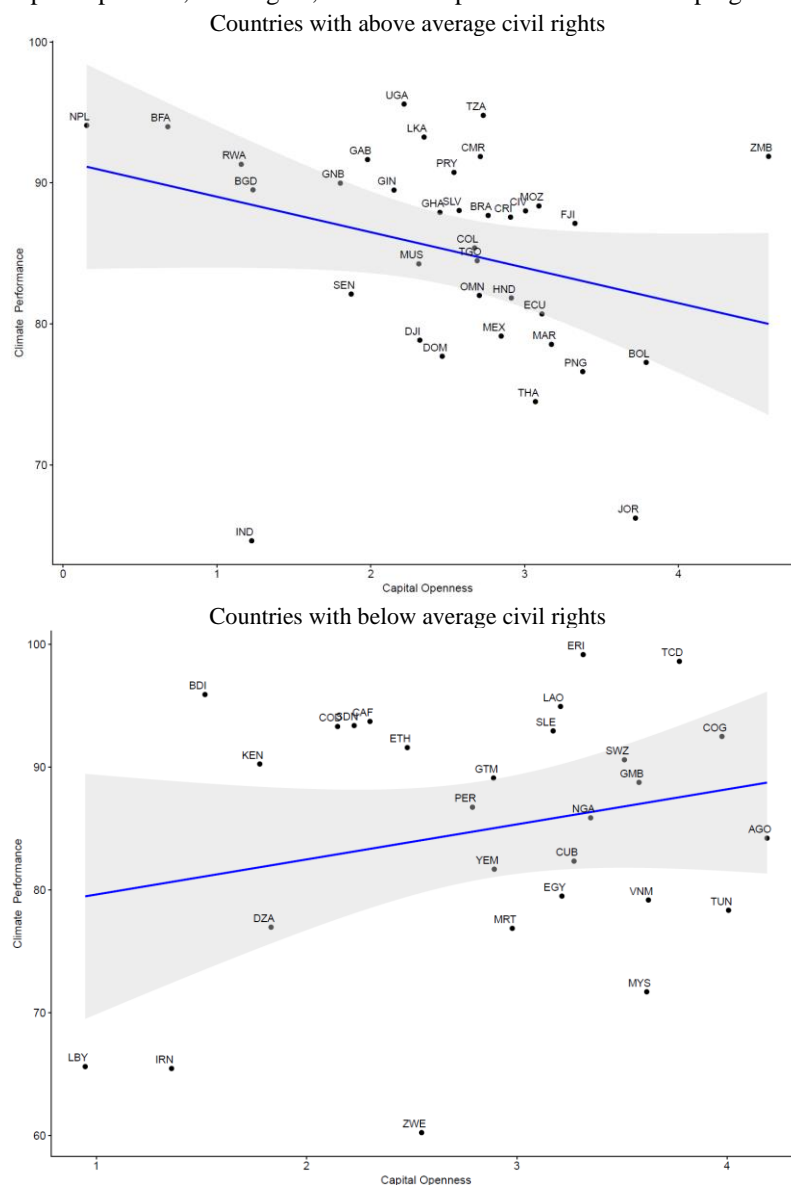 Countries with above average civil rights
100
UGA
TZA
NPL
BFA
LKA
GAB
CMR
ZMB
RWA
PRY
90
BGD
GNB
GIN
GHA
SLV
BRA
CRI
CIV
MOZ
FJI
COL
TGO
MUS
SEN
OMN
HND
ECU
80
DJI
DOM
MEX
MAR
PNG
BOL
THA
70
JOR
IND
Climate Performance
0 1 2 3 4
Capital Openness
Countries with below average civil rights
100
ERI
TCD
BDI
LAO
COD
SDN
CAF
SLE
COG
ETH
KEN
SWZ
90
GTM
GMB
PER
NGA
AGO
YEM
CUB
80
EGY
VNM
TUN
DZA
MRT
MYS
70
LBY
IRN
ZWE
60
Climate Performance
1 2 3 4
Capital Openness